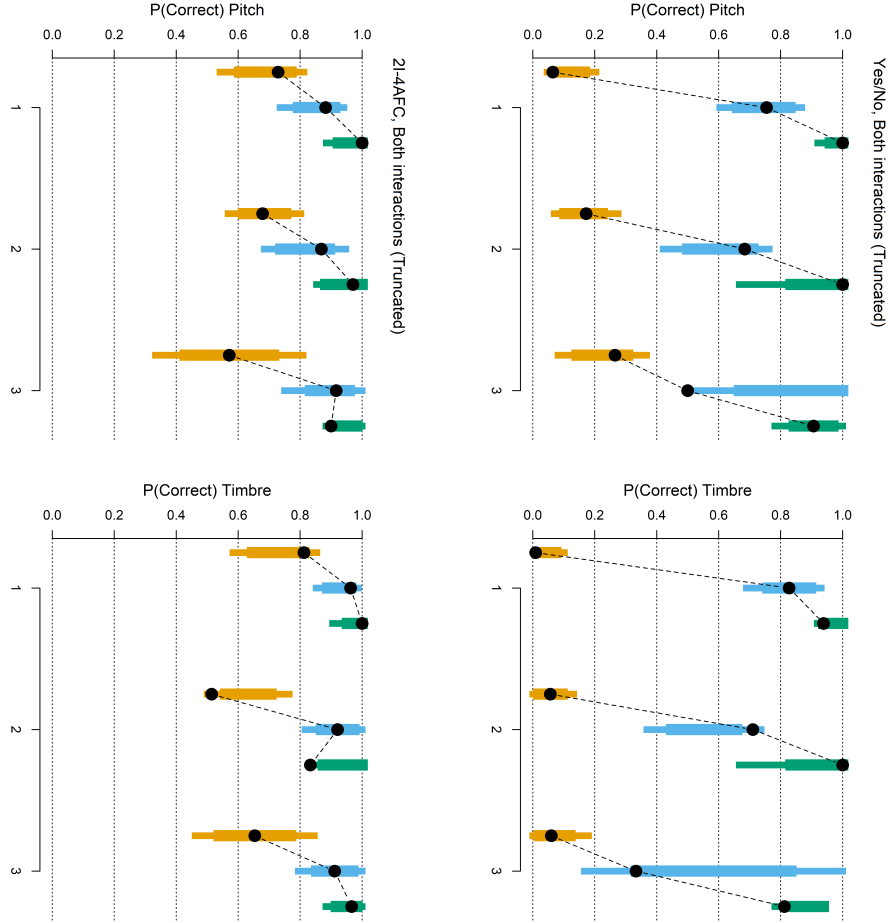 P(Correct) Pitch
0.0 0.2 0.4 0.6 0.8 1.0
1
2
3
2I-4AFC, Both interactions (Truncated)
P(Correct) Pitch
0.0 0.2 0.4 0.6 0.8 1.0
1
2
3
Yes/No, Both interactions (Truncated)
P(Correct) Timbre
0.0 0.2 0.4 0.6 0.8 1.0
1
2
3
P(Correct) Timbre
0.0 0.2 0.4 0.6 0.8 1.0
1
2
3